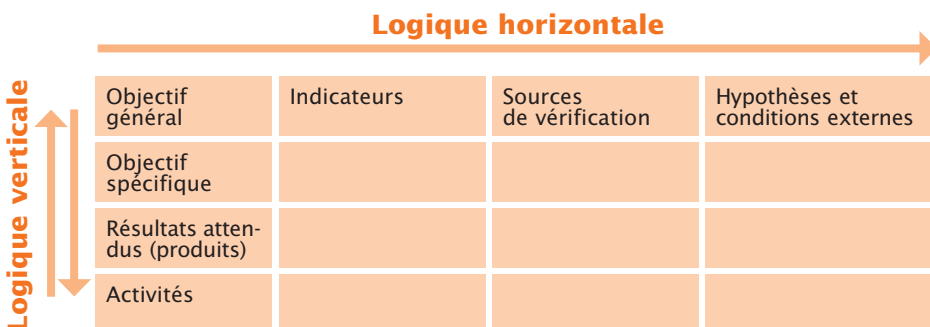 Logique horizontale
Logique verticale
Objectif
général
Indicateurs
Sources
de vérification
Hypothèses et
conditions externes
Objectif
spécifique
Résultats atten-
dus (produits)
Activités